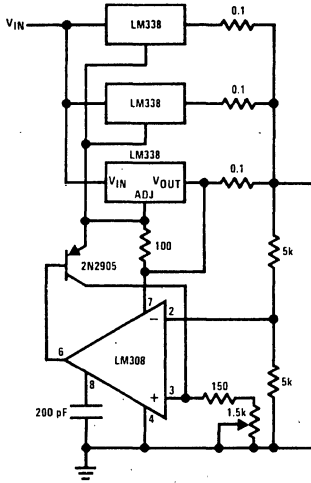 LM338
0.1
VIN
0.1
LM338
LM338
0.1
VIN VOUT
ADJ
100
5k
2N2905
7
2
−
6
LM308
8
3
150
5k
+
1.5k
200 pF
4